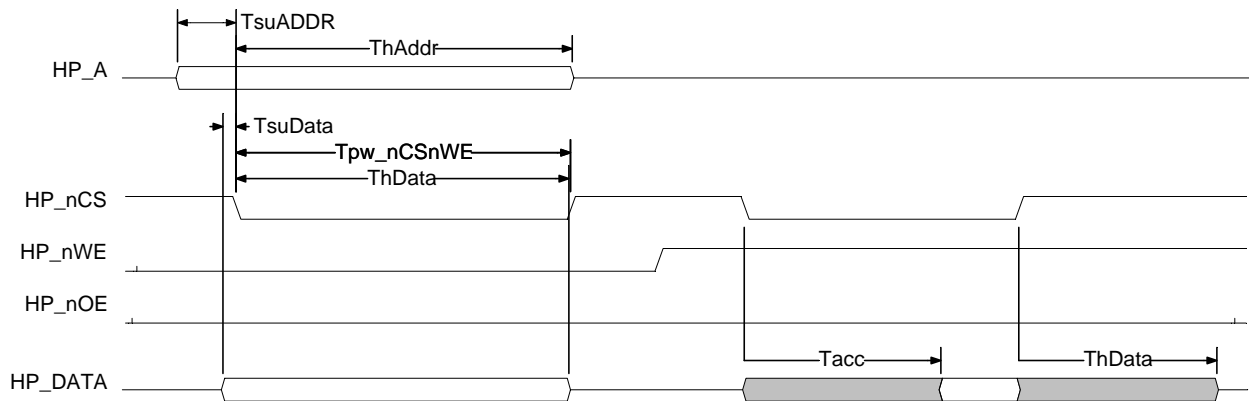 TsuADDR
ThAddr
HP_A
TsuData
Tpw_nCSnWE
ThData
HP_nCS
HP_nWE
HP_nOE
Tacc
ThData
HP_DATA